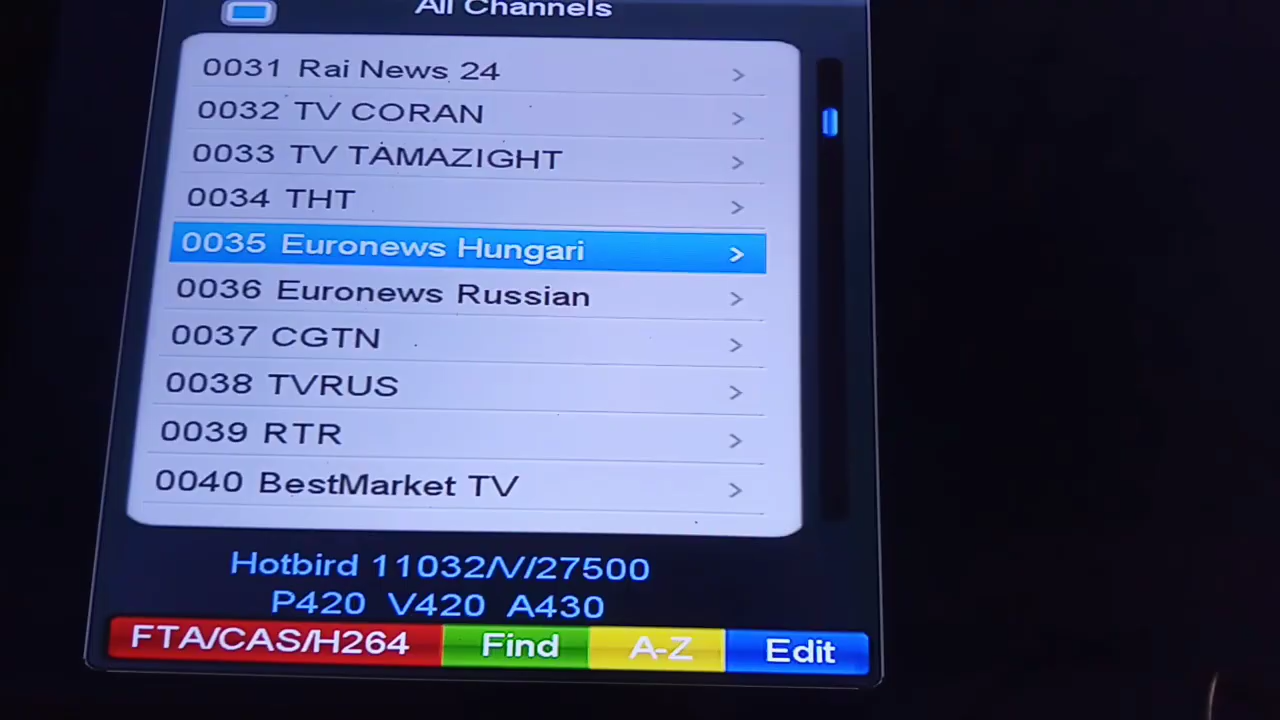 All Channels
0031 Rai News 24
0032 TV CORAN
0033 TV TAMAZIGHT
0034 THT
0035 Euronews Hungari
0036 Euronews Russian
0037 CGTN
0038 TVRUS
0039 RTR
0040 BestMarket TV
Hotbird 11032/V/27500
P420 V420 A430
FTA/CAS/H264 Find A-Z Edit